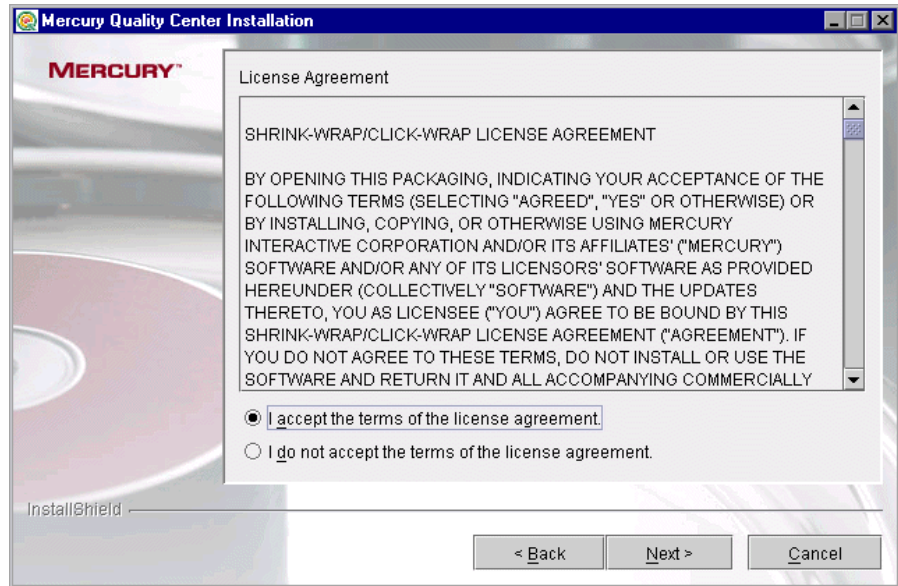 Mercury Quality Center Installation
MERCURY™
License Agreement
SHRINK-WRAP/CLICK-WRAP LICENSE AGREEMENT
BY OPENING THIS PACKAGING, INDICATING YOUR ACCEPTANCE OF THE
FOLLOWING TERMS (SELECTING "AGREED", "YES" OR OTHERWISE) OR
BY INSTALLING, COPYING, OR OTHERWISE USING MERCURY
INTERACTIVE CORPORATION AND/OR ITS AFFILIATES' ("MERCURY")
SOFTWARE AND/OR ANY OF ITS LICENSORS' SOFTWARE AS PROVIDED
HEREUNDER (COLLECTIVELY "SOFTWARE") AND THE UPDATES
THERETO, YOU AS LICENSEE ("YOU") AGREE TO BE BOUND BY THIS
SHRINK-WRAP/CLICK-WRAP LICENSE AGREEMENT ("AGREEMENT"). IF
YOU DO NOT AGREE TO THESE TERMS, DO NOT INSTALL OR USE THE
SOFTWARE AND RETURN IT AND ALL ACCOMPANYING COMMERCIALLY
I accept the terms of the license agreement.
I do not accept the terms of the license agreement.
InstallShield
< Back Next > Cancel